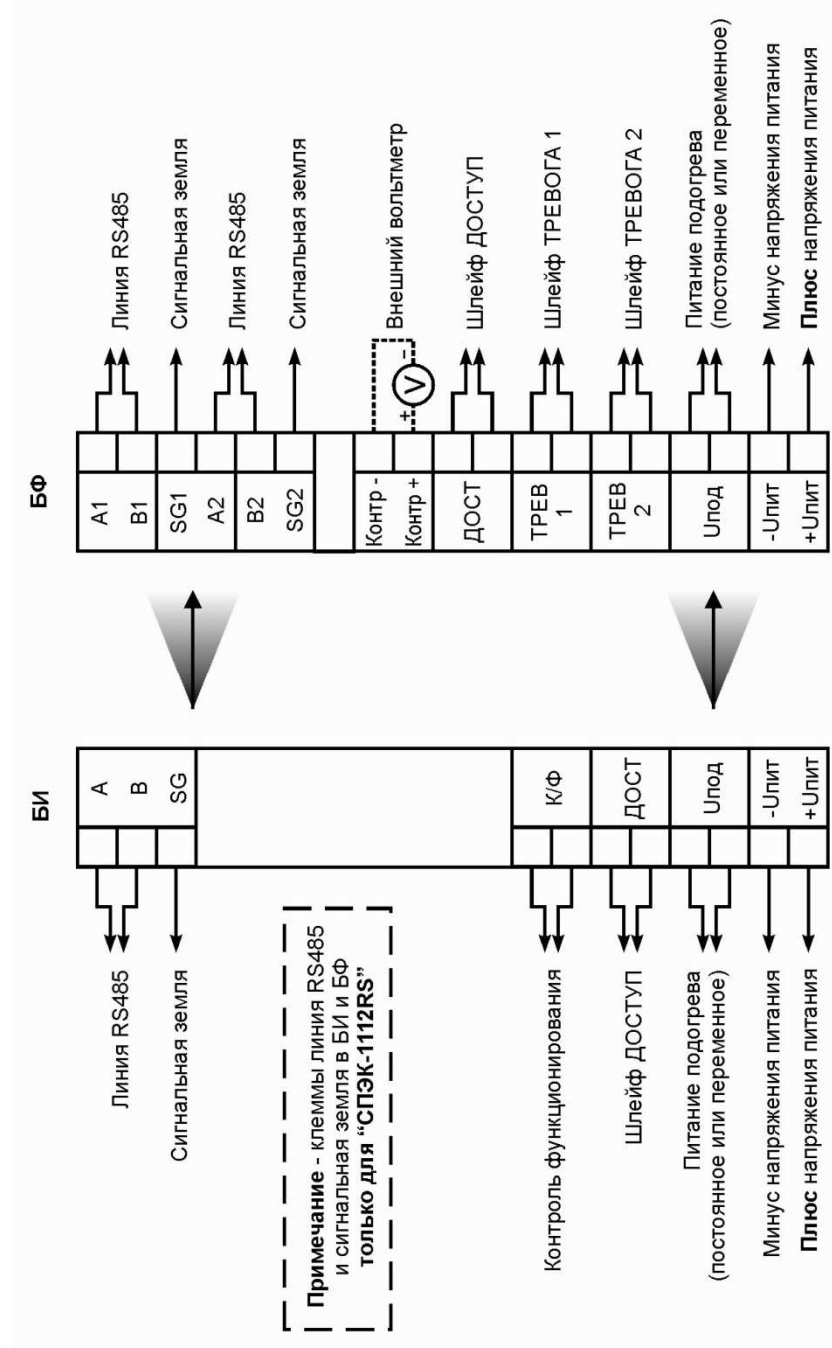 БИ
Линия RS485
Сигнальная земля
A
B
SG
Примечание - клеммы линия RS485
и сигнальная земля в БИ и БФ
только для “СПЭК-1112RS”
Контроль функционирования
Шлейф ДОСТУП
Питание подогрева
(постоянное или переменное)
Минус напряжения питания
Плюс напряжения питания
К/Ф
ДОСТ
Uпод
-Uпит
+Uпит
БФ
A1
B1
SG1
A2
B2
SG2
Контр -
Контр +
ДОСТ
ТРЕВ
1
ТРЕВ
2
Uпод
-Uпит
+Uпит
Линия RS485
Сигнальная земля
Линия RS485
Сигнальная земля
+ V -
Внешний вольтметр
Шлейф ДОСТУП
Шлейф ТРЕВОГА 1
Шлейф ТРЕВОГА 2
Питание подогрева
(постоянное или переменное)
Минус напряжения питания
Плюс напряжения питания